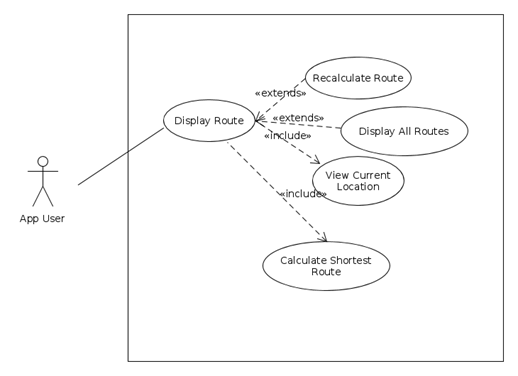 Recalculate Route
«extends»
«extends»
Display Route
Display All Routes
«include»
View Current
Location
«include»
App User
Calculate Shortest
Route